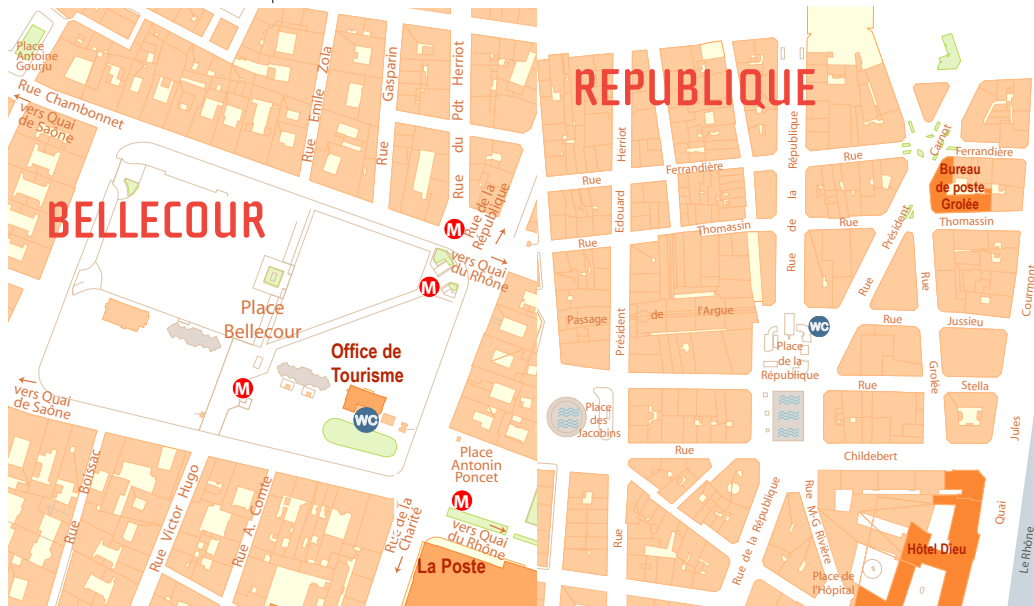 Place
Antoine
Gourju
Rue Chambonnet
vers Quai
de Saône
Rue Emile Zola
Rue Gasparin
Rue du Pdt Herriot
BELLECOUR
M
Rue de la
République
vers Quai
du Rhône
M
Place
Bellecour
Office de
Tourisme
M
WC
vers Quai
de Saône
Place
Antonin
Poncet
M
vers Quai
du Rhône
Rue Boissac
Rue Victor Hugo
Rue A. Comte
Rue de la
Charité
La Poste
REPUBLIQUE
Rue Ferrandière Rue Ferrandière
Carnot
Bureau
de poste
Grolée
Herriot
Edouard
Président
Rue
Rue de la République
Rue Thomassin Rue Thomassin
Président
Rue
Rue
Grolée
Courmont
Jules
Quai
Passage de l'Argue
WC
Rue Jussieu
Place
de la
République
Rue Stella
Place
des
Jacobins
Rue Childebert
Rue de la République
Rue M-G Rivière
Place de
l'Hôpital
Hôtel Dieu
Le Rhône